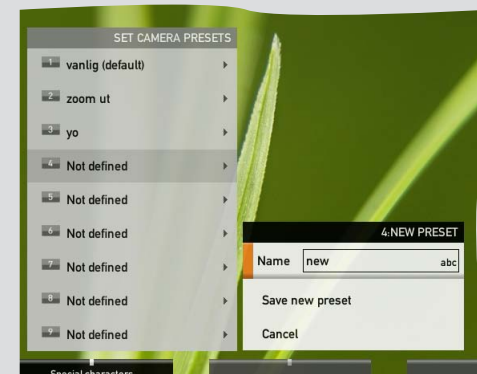 SET CAMERA PRESETS
1 vanlig (default)
2 zoom ut
3 yo
4 Not defined
5 Not defined
6 Not defined
7 Not defined
8 Not defined
9 Not defined
4:NEW PRESET
Name new abc
Save new preset
Cancel
Special characters